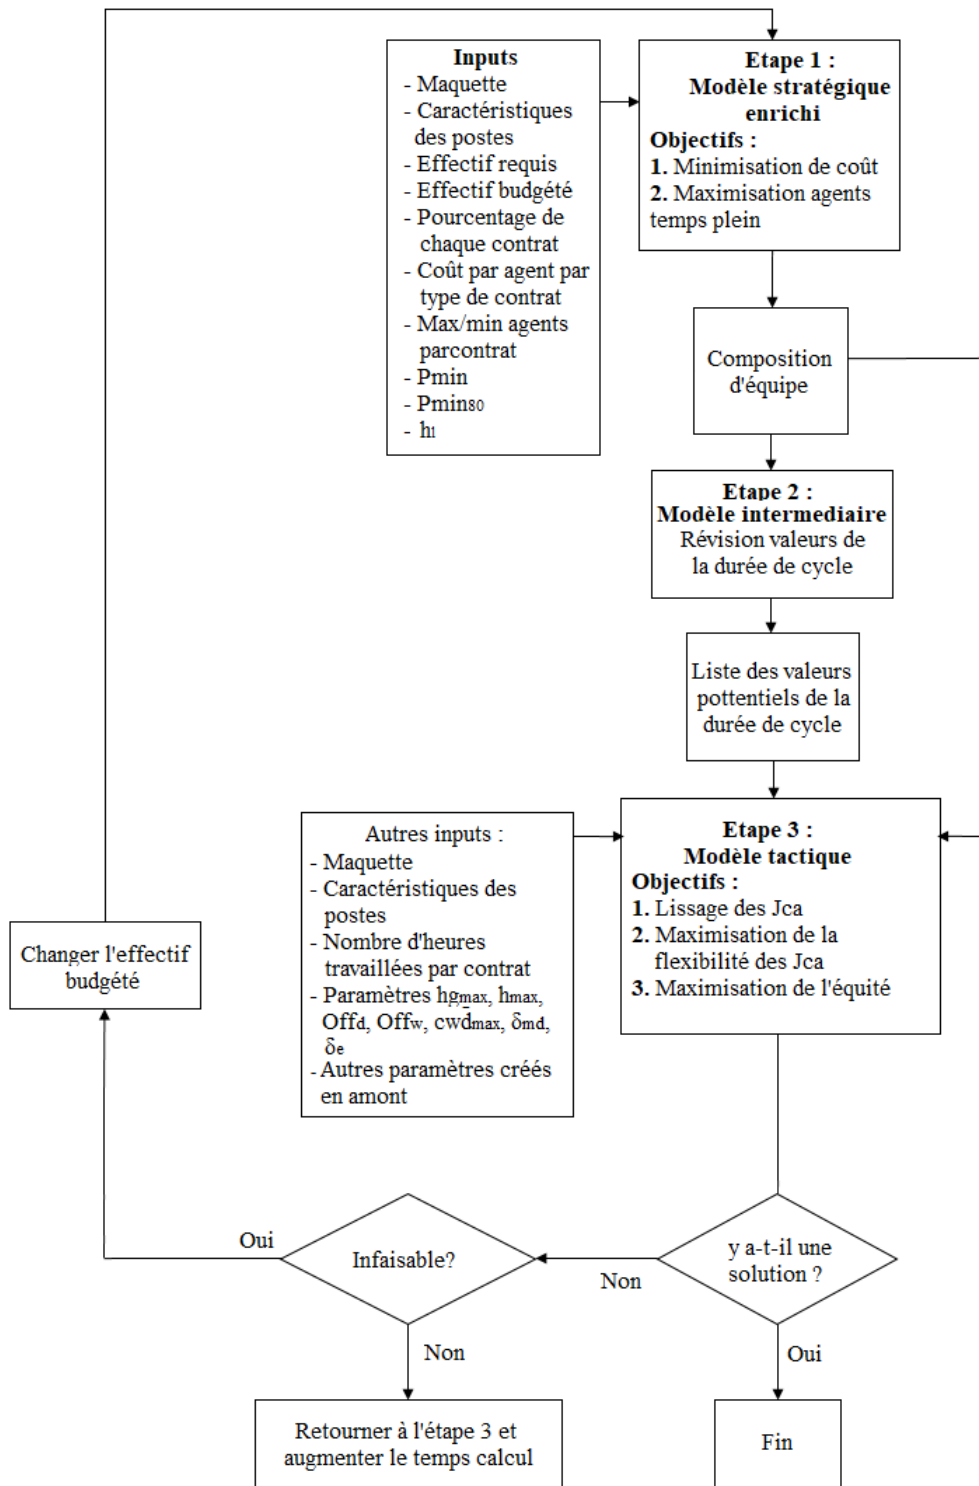 Inputs
- Maquette
- Caractéristiques
des postes
- Effectif requis
- Effectif budgété
- Pourcentage de
chaque contrat
- Coût par agent par
type de contrat
- Max/min agents
parcontrat
- Pmin
- Pmin80
- h1
Etape 1 :
Modèle stratégique
enrichi
Objectifs :
1. Minimisation de coût
2. Maximisation agents
temps plein
Composition
d'équipe
Etape 2 :
Modèle intermediaire
Révision valeurs de
la durée de cycle
Liste des valeurs
pottentiels de la
durée de cycle
Autres inputs :
- Maquette
- Caractéristiques des
postes
- Nombre d'heures
travaillées par contrat
- Paramètres hgmax, hmax,
Offd, Offw, cwdmax, δmd,
δe
- Autres paramètres créés
en amont
Etape 3 :
Modèle tactique
Objectifs :
1. Lissage des Jca
2. Maximisation de la
flexibilité des Jca
3. Maximisation de l'équité
Changer l'effectif
budgété
Oui
Infaisable?
Non
y a-t-il une
solution ?
Non
Oui
Retourner à l'étape 3 et
augmenter le temps calcul
Fin